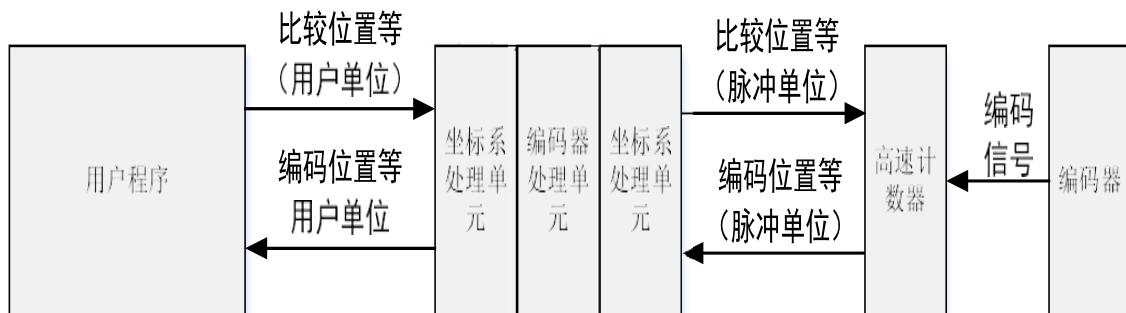 用户程序
比较位置等
（用户单位）
编码位置等
用户单位
坐标系
处理单
元
编码器
处理单
元
坐标系
处理单
元
比较位置等
（脉冲单位）
编码位置等
（脉冲单位）
高速计
数器
编码
信号
编码器